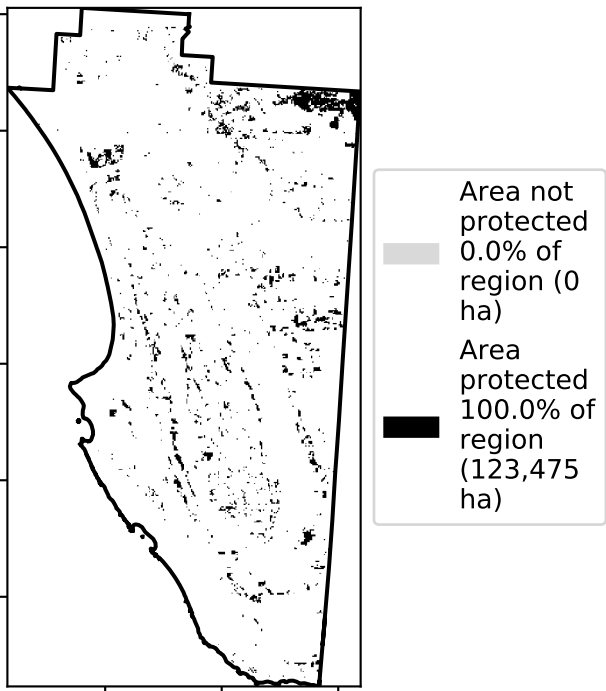 Area not
protected
0.0% of
region (0
ha)
Area
protected
100.0% of
region
(123,475
ha)